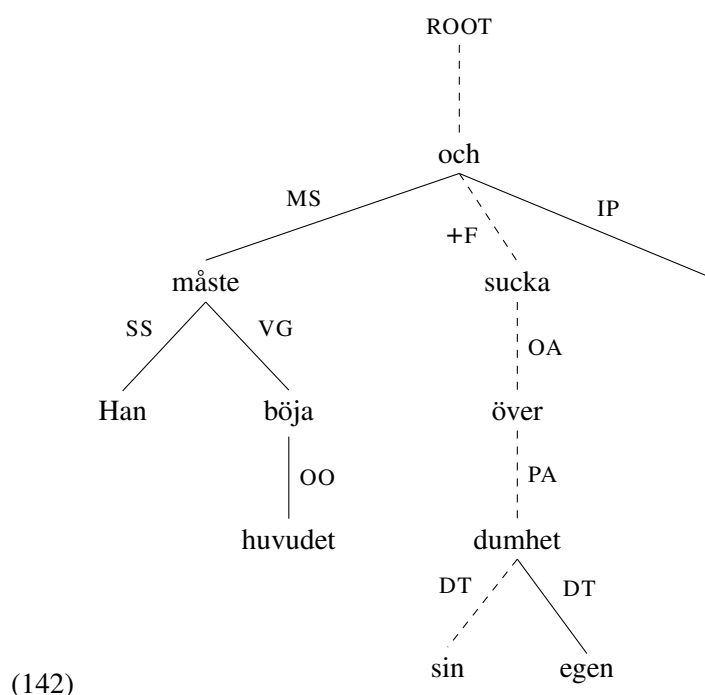 ROOT
och
MS
+F
IP
måste
sucka
SS
VG
OA
Han
böja
över
OO
PA
huvudet
dumhet
DT
DT
sin
egen
(142)